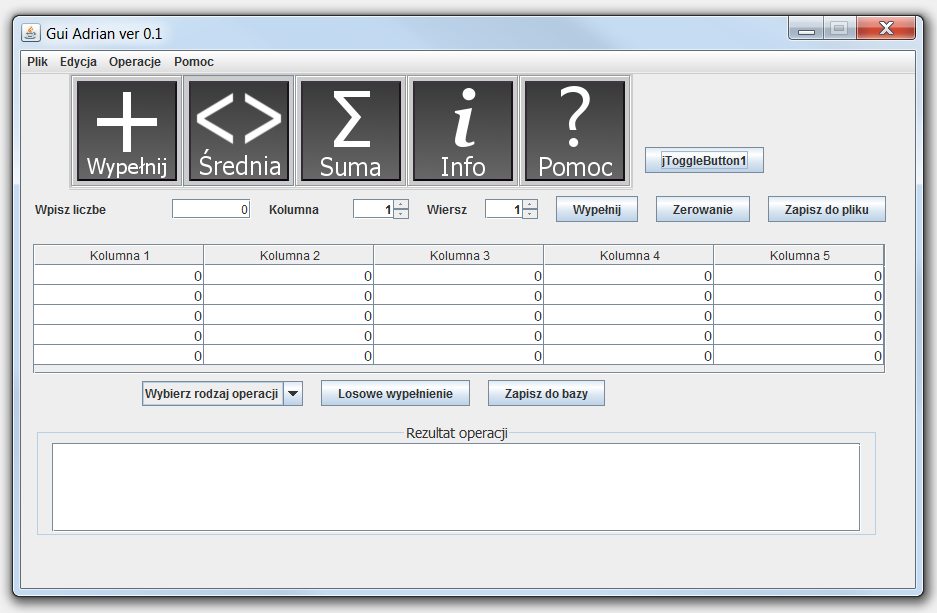 Gui Adrian ver 0.1
Plik Edycja Operacje Pomoc
+ <> Σ i ?
Wypełnij Średnia Suma Info Pomoc
jToggleButton1
Wpisz liczbe 0 Kolumna 1 Wiersz 1 Wypełnij Zerowanie Zapisz do pliku
Kolumna 1 Kolumna 2 Kolumna 3 Kolumna 4 Kolumna 5
0 0 0 0 0
0 0 0 0 0
0 0 0 0 0
0 0 0 0 0
0 0 0 0 0
Wybierz rodzaj operacji Losowe wypełnienie Zapisz do bazy
Rezultat operacji